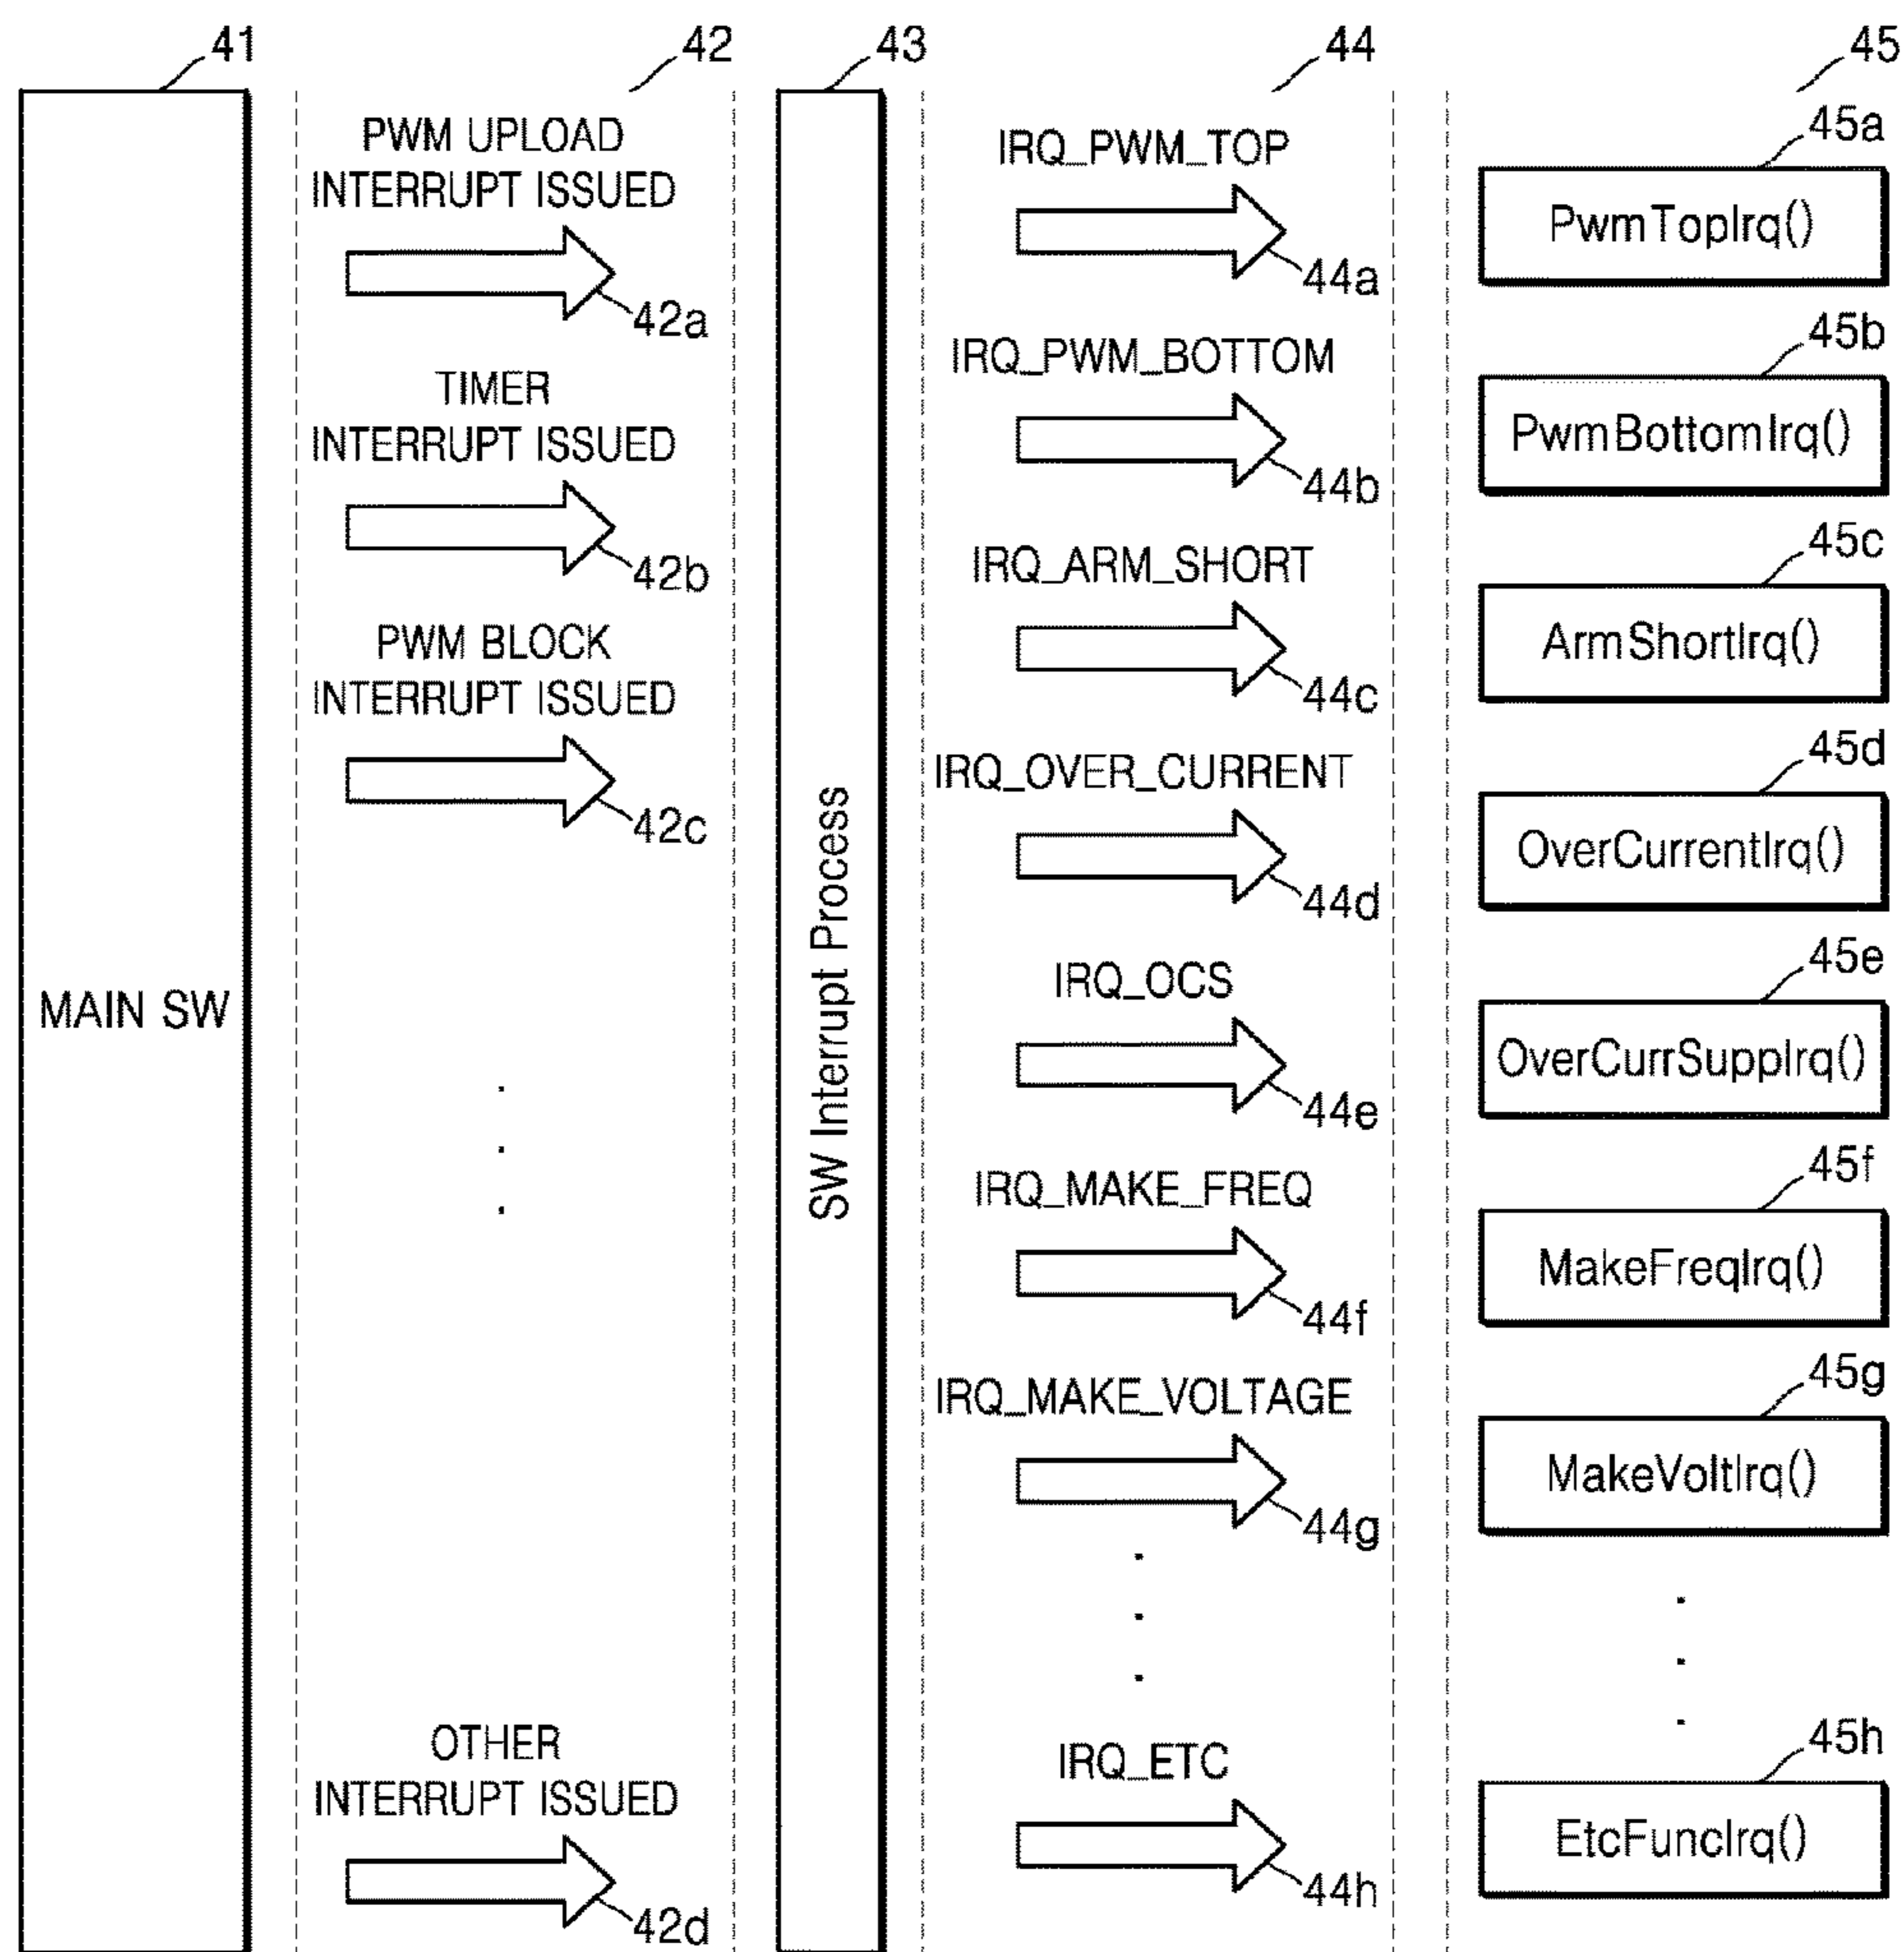 41
42
43
44
45
PWM UPLOAD
INTERRUPT ISSUED
42a
TIMER
INTERRUPT ISSUED
42b
PWM BLOCK
INTERRUPT ISSUED
42c
MAIN SW
.
.
.
OTHER
INTERRUPT ISSUED
42d
SW Interrupt Process
IRQ_PWM_TOP
44a
IRQ_PWM_BOTTOM
44b
IRQ_ARM_SHORT
44c
IRQ_OVER_CURRENT
44d
IRQ_OCS
44e
IRQ_MAKE_FREQ
44f
IRQ_MAKE_VOLTAGE
44g
.
.
.
IRQ_ETC
44h
45a
PwmTopIrq()
45b
PwmBottomIrq()
45c
ArmShortIrq()
45d
OverCurrentIrq()
45e
OverCurrSuppIrq()
45f
MakeFreqIrq()
45g
MakeVoltIrq()
.
.
.
45h
EtcFuncIrq()